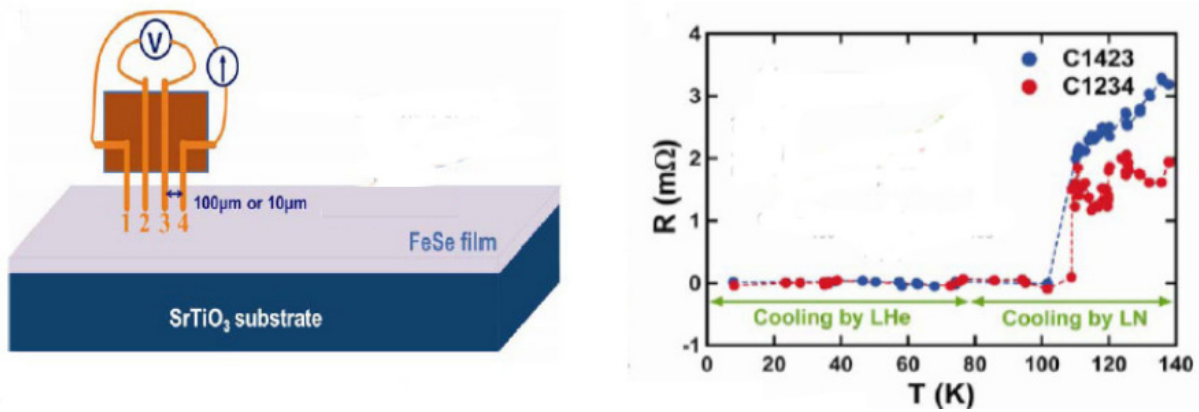 V
1 2 3 4
100μm or 10μm
FeSe film
SrTiO₃ substrate
4
3
2
1
0
-1
R (mΩ)
C1423
C1234
Cooling by LHe
Cooling by LN
0 20 40 60 80 100 120 140
T (K)